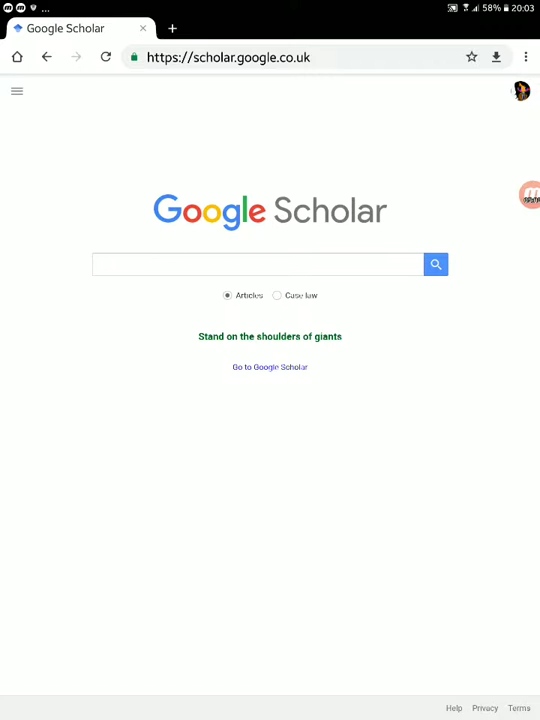 ... 58% 20:03
Google Scholar
https://scholar.google.co.uk
Google Scholar
Articles Case law
Stand on the shoulders of giants
Go to Google Scholar
Help Privacy Terms